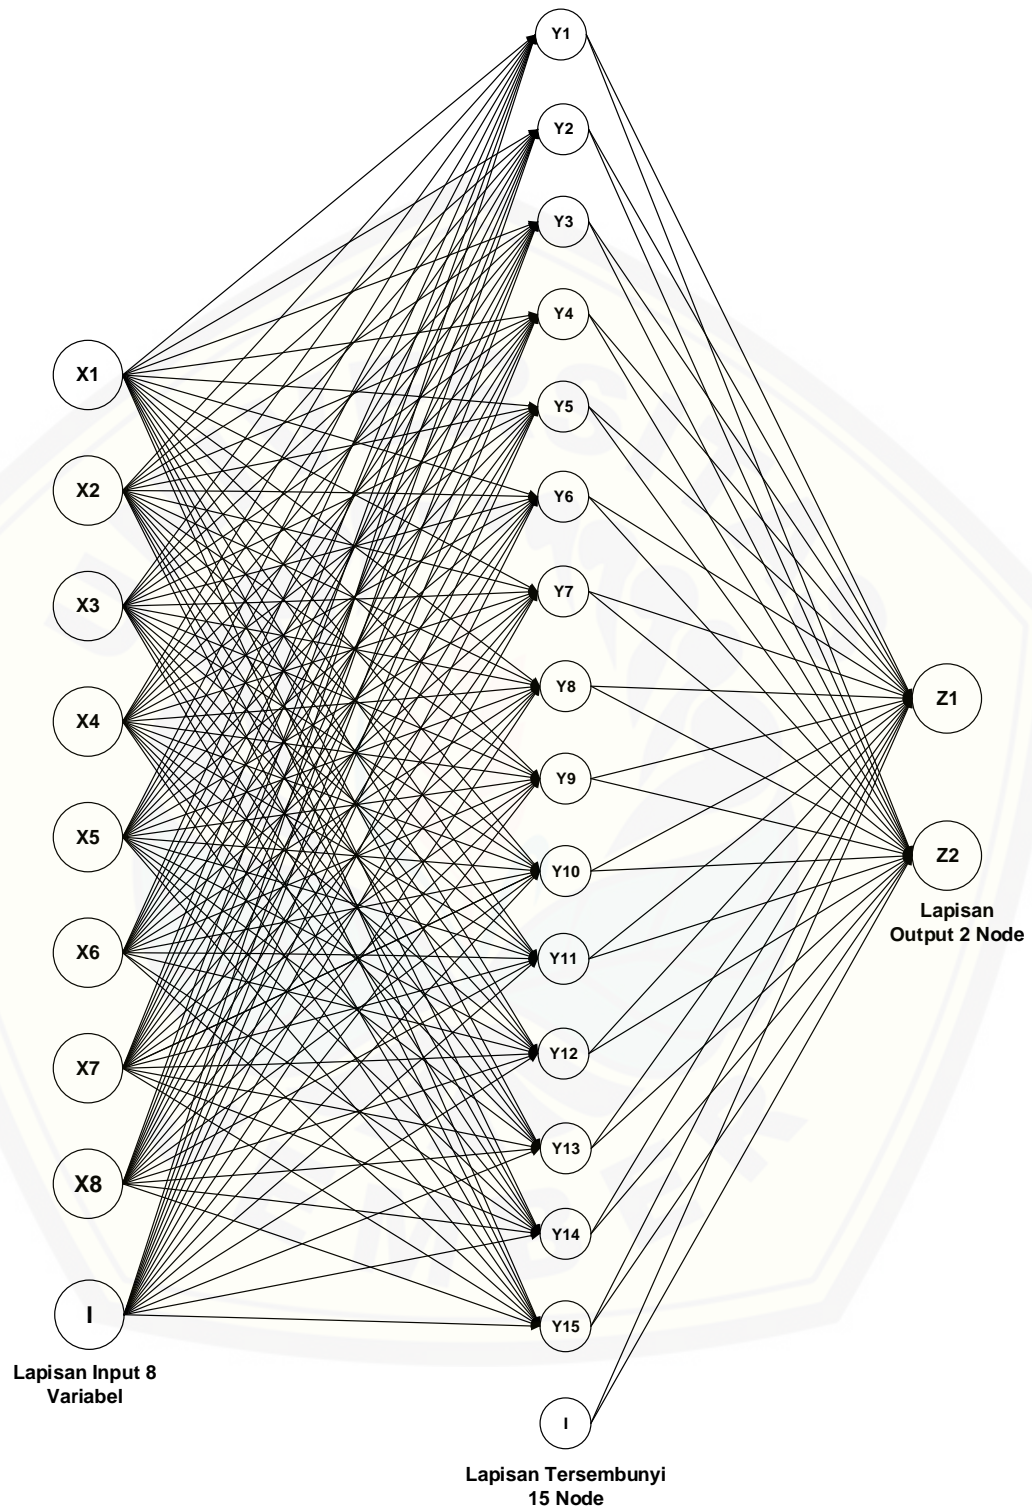 X1
X2
X3
X4
X5
X6
X7
X8
I
Lapisan Input 8
Variabel
Y1
Y2
Y3
Y4
Y5
Y6
Y7
Y8
Y9
Y10
Y11
Y12
Y13
Y14
Y15
I
Lapisan Tersembunyi
15 Node
Z1
Z2
Lapisan
Output 2 Node